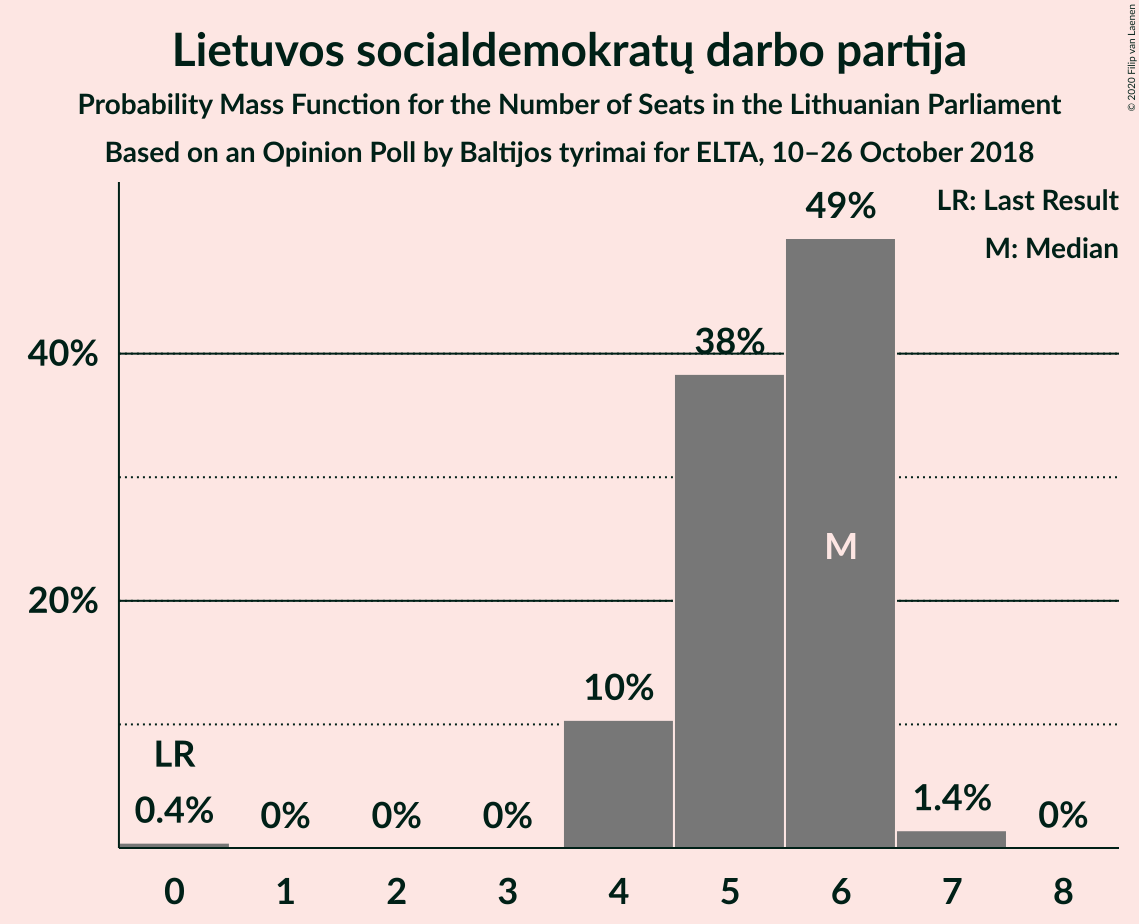 Lietuvos socialdemokratų darbo partija
Probability Mass Function for the Number of Seats in the Lithuanian Parliament
Based on an Opinion Poll by Baltijos tyrimai for ELTA, 10–26 October 2018
© 2020 Filip van Laenen
LR: Last Result
M: Median
49%
38%
40%
M
20%
10%
LR
0.4%
0%
0%
0%
1.4%
0%
0 1 2 3 4 5 6 7 8